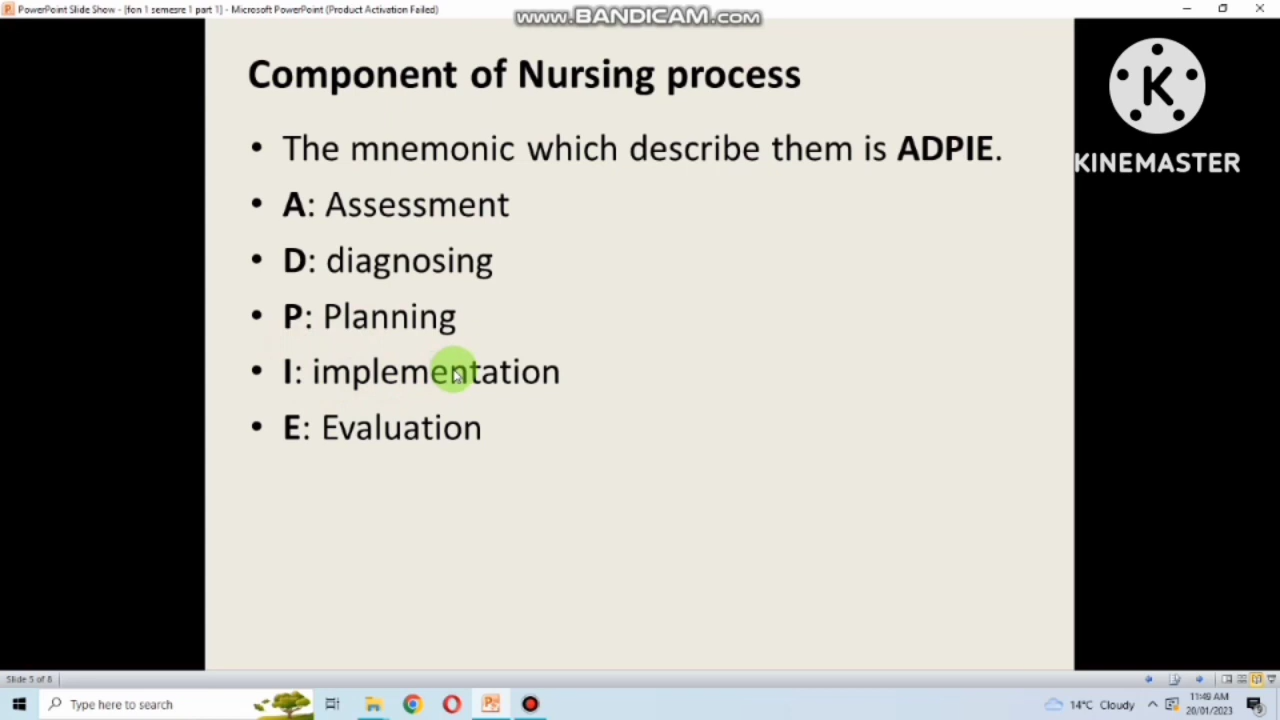 PowerPoint Slide Show - [fon 1 semesre 1 part 1] - Microsoft PowerPoint (Product Activation Failed)
www.BANDICAM.com
Component of Nursing process
K
KINEMASTER
• The mnemonic which describe them is ADPIE.
• A: Assessment
• D: diagnosing
• P: Planning
• I: implementation
• E: Evaluation
Slide 5 of 8
Type here to search
14°C Cloudy
11:49 AM
28/01/2023